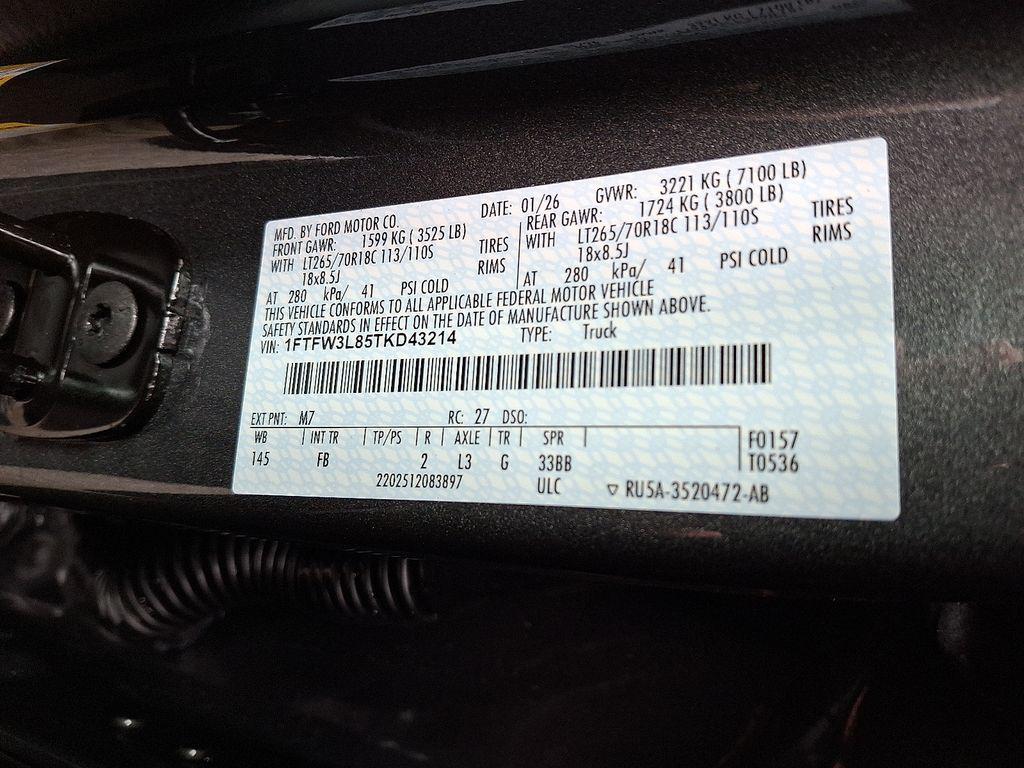 MFD. BY FORD MOTOR CO. DATE: 01/26 GVWR: 3221 KG ( 7100 LB)
FRONT GAWR: 1599 KG ( 3525 LB) REAR GAWR: 1724 KG ( 3800 LB)
WITH LT265/70R18C 113/110S TIRES WITH LT265/70R18C 113/110S TIRES
18x8.5J RIMS 18x8.5J RIMS
AT 280 kPa/ 41 PSI COLD AT 280 kPa/ 41 PSI COLD
THIS VEHICLE CONFORMS TO ALL APPLICABLE FEDERAL MOTOR VEHICLE
SAFETY STANDARDS IN EFFECT ON THE DATE OF MANUFACTURE SHOWN ABOVE.
VIN: 1FTFW3L85TKD43214 TYPE: Truck
EXT PNT: M7 RC: 27 DSO:
WB INT TR TP/PS R AXLE TR SPR F0157
145 FB 2 L3 G 33BB T0536
2202512083897 ULC ▽ RU5A-3520472-AB